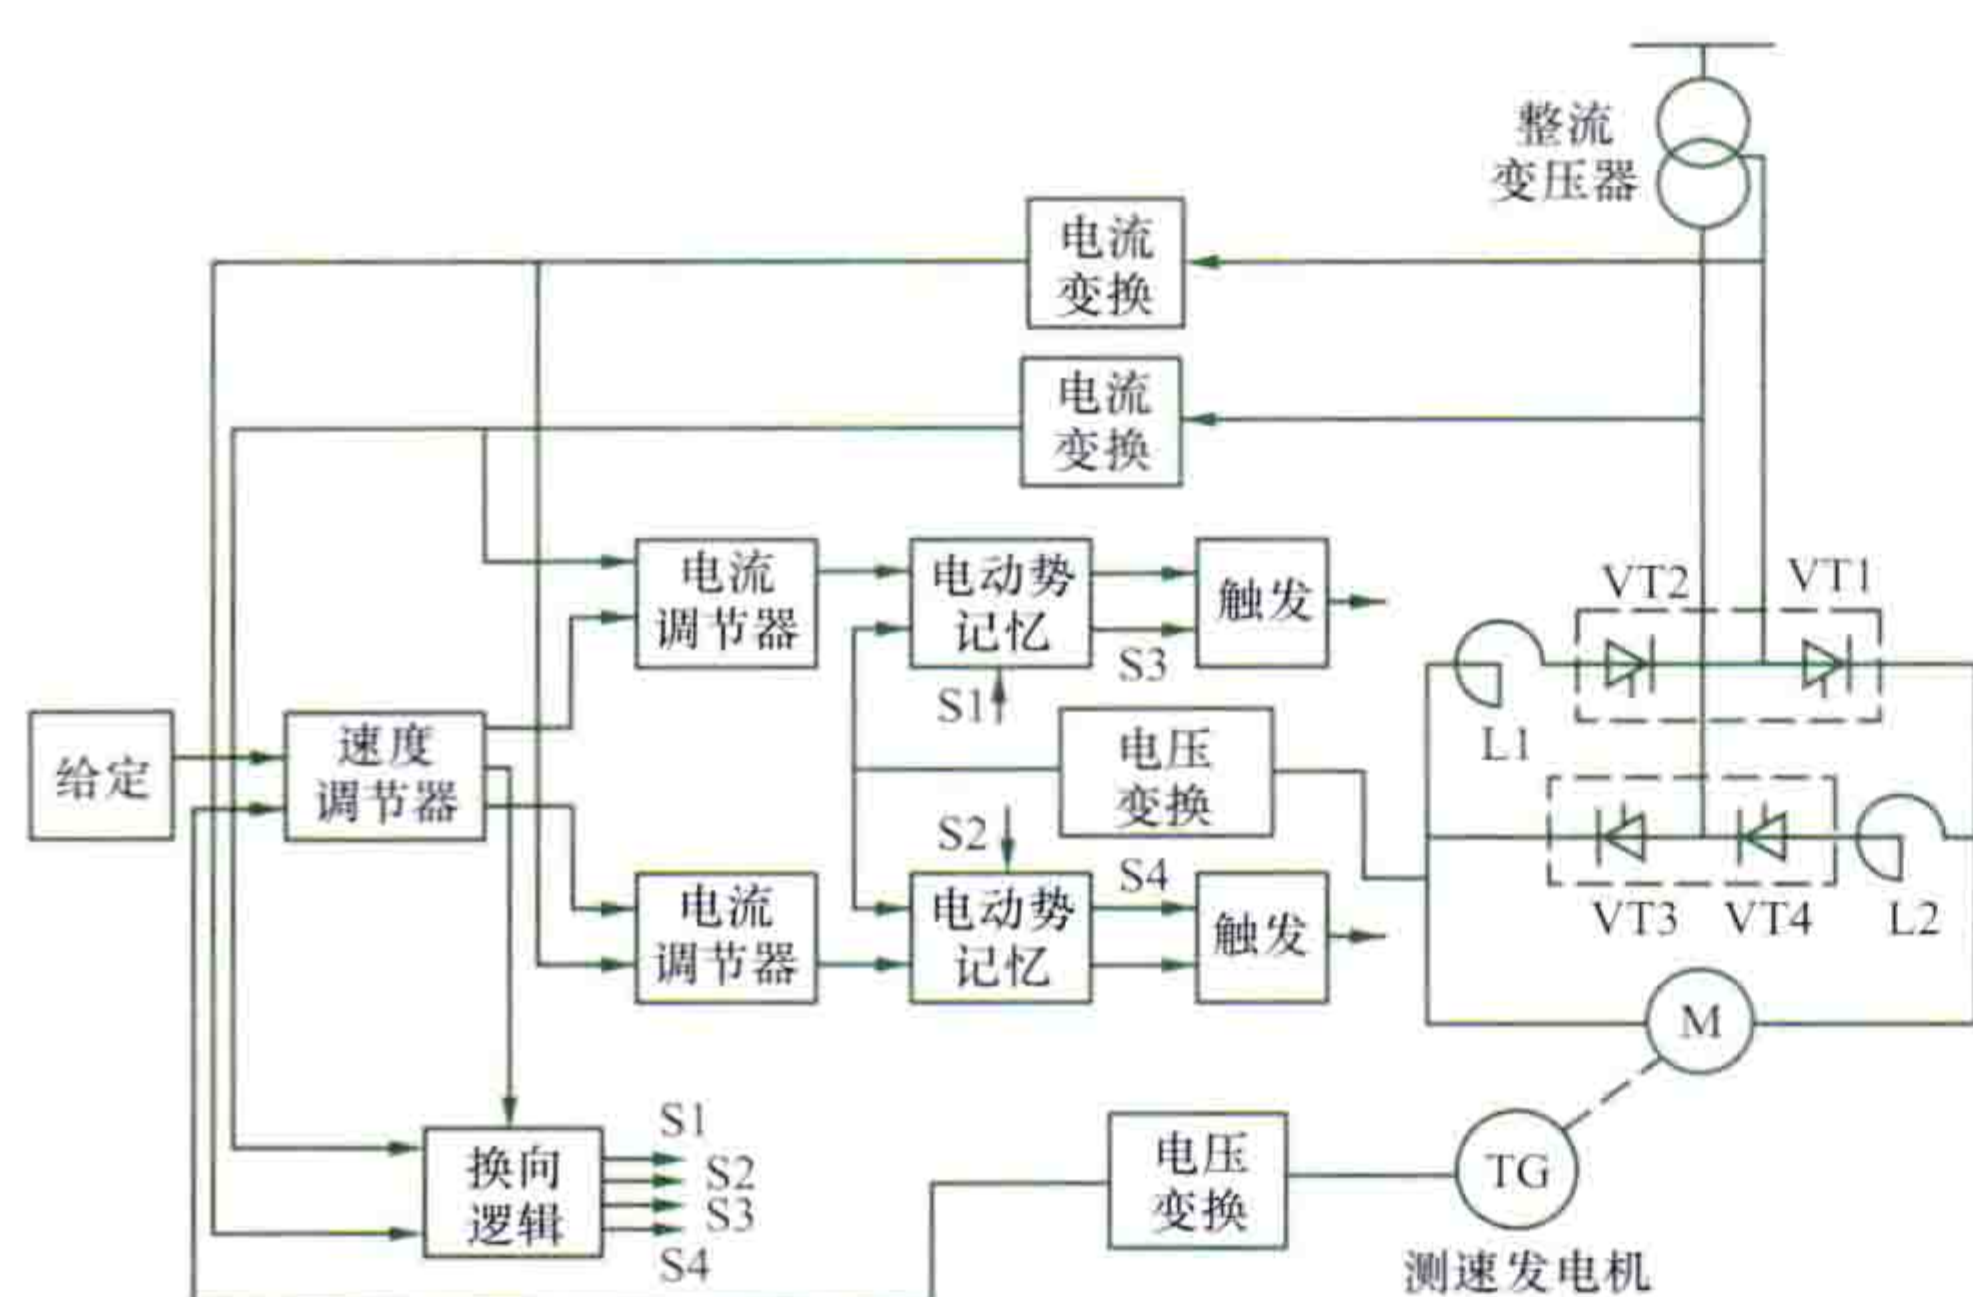 整流
变压器
电流
变换
电流
变换
电流
调节器
电动势
记忆
触发
S3
S1
VT2
VT1
L1
给定
速度
调节器
电压
变换
S2
S4
电流
调节器
电动势
记忆
触发
VT3
VT4
L2
M
换向
逻辑
S1
S2
S3
S4
电压
变换
TG
测速发电机